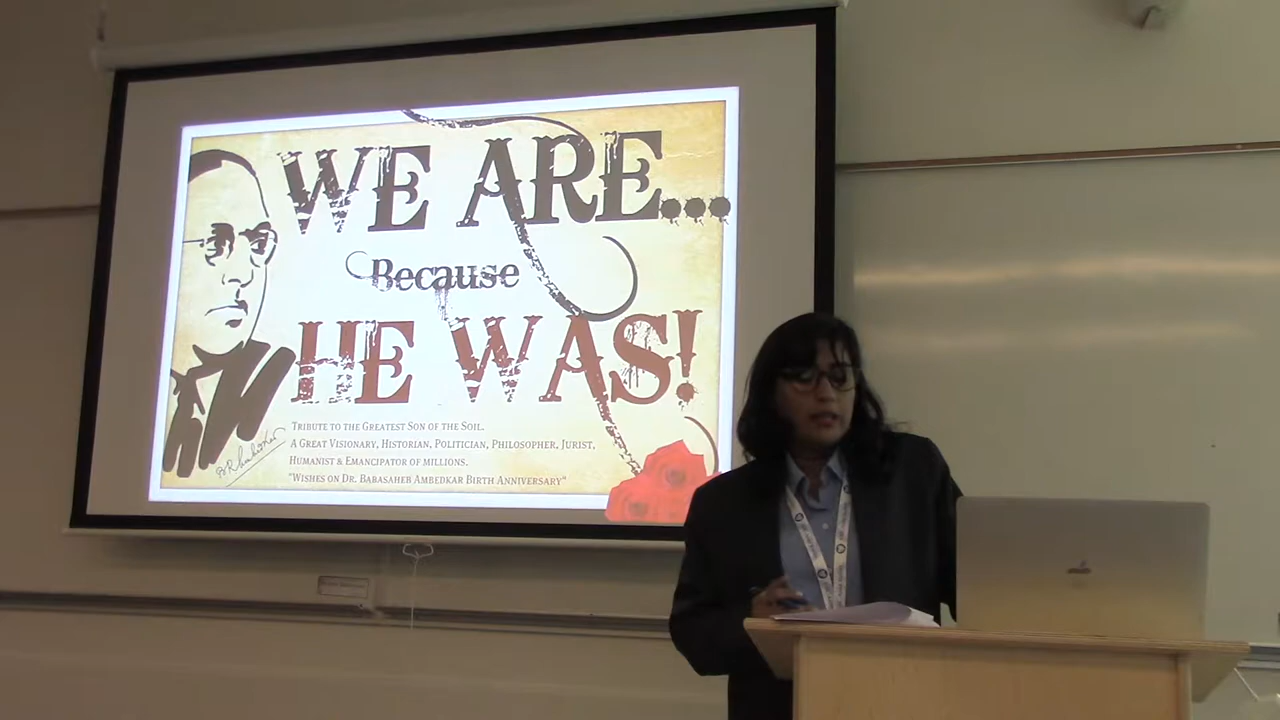 WE ARE...
Because
HE WAS!
TRIBUTE TO THE GREATEST SON OF THE SOIL.
A GREAT VISIONARY, HISTORIAN, POLITICIAN, PHILOSOPHER, JURIST,
HUMANIST & EMANCIPATOR OF MILLIONS.
"WISHES ON DR. BABASAHEB AMBEDKAR BIRTH ANNIVERSARY"